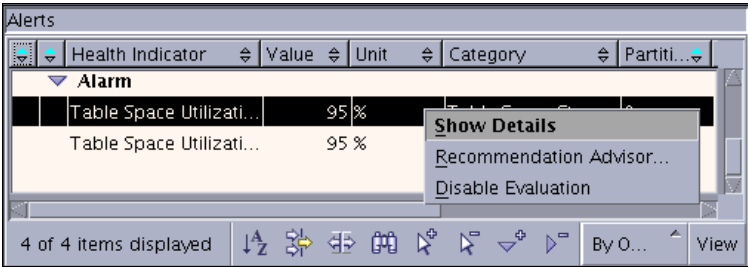 Alerts
Health Indicator Value Unit Category Partiti...
Alarm
Table Space Utilizati... 95 %
Show Details
Table Space Utilizati... 95 %
Recommendation Advisor...
Disable Evaluation
4 of 4 items displayed By O... View